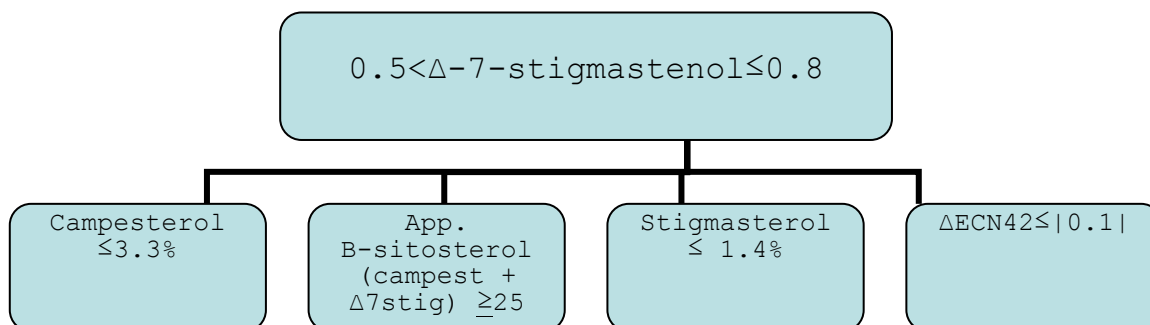 0.5<Δ-7-stigmastenol≤0.8
Campesterol
≤3.3%
App.
B-sitosterol
(campest +
Δ7stig) ≥25
Stigmasterol
≤ 1.4%
ΔECN42≤|0.1|